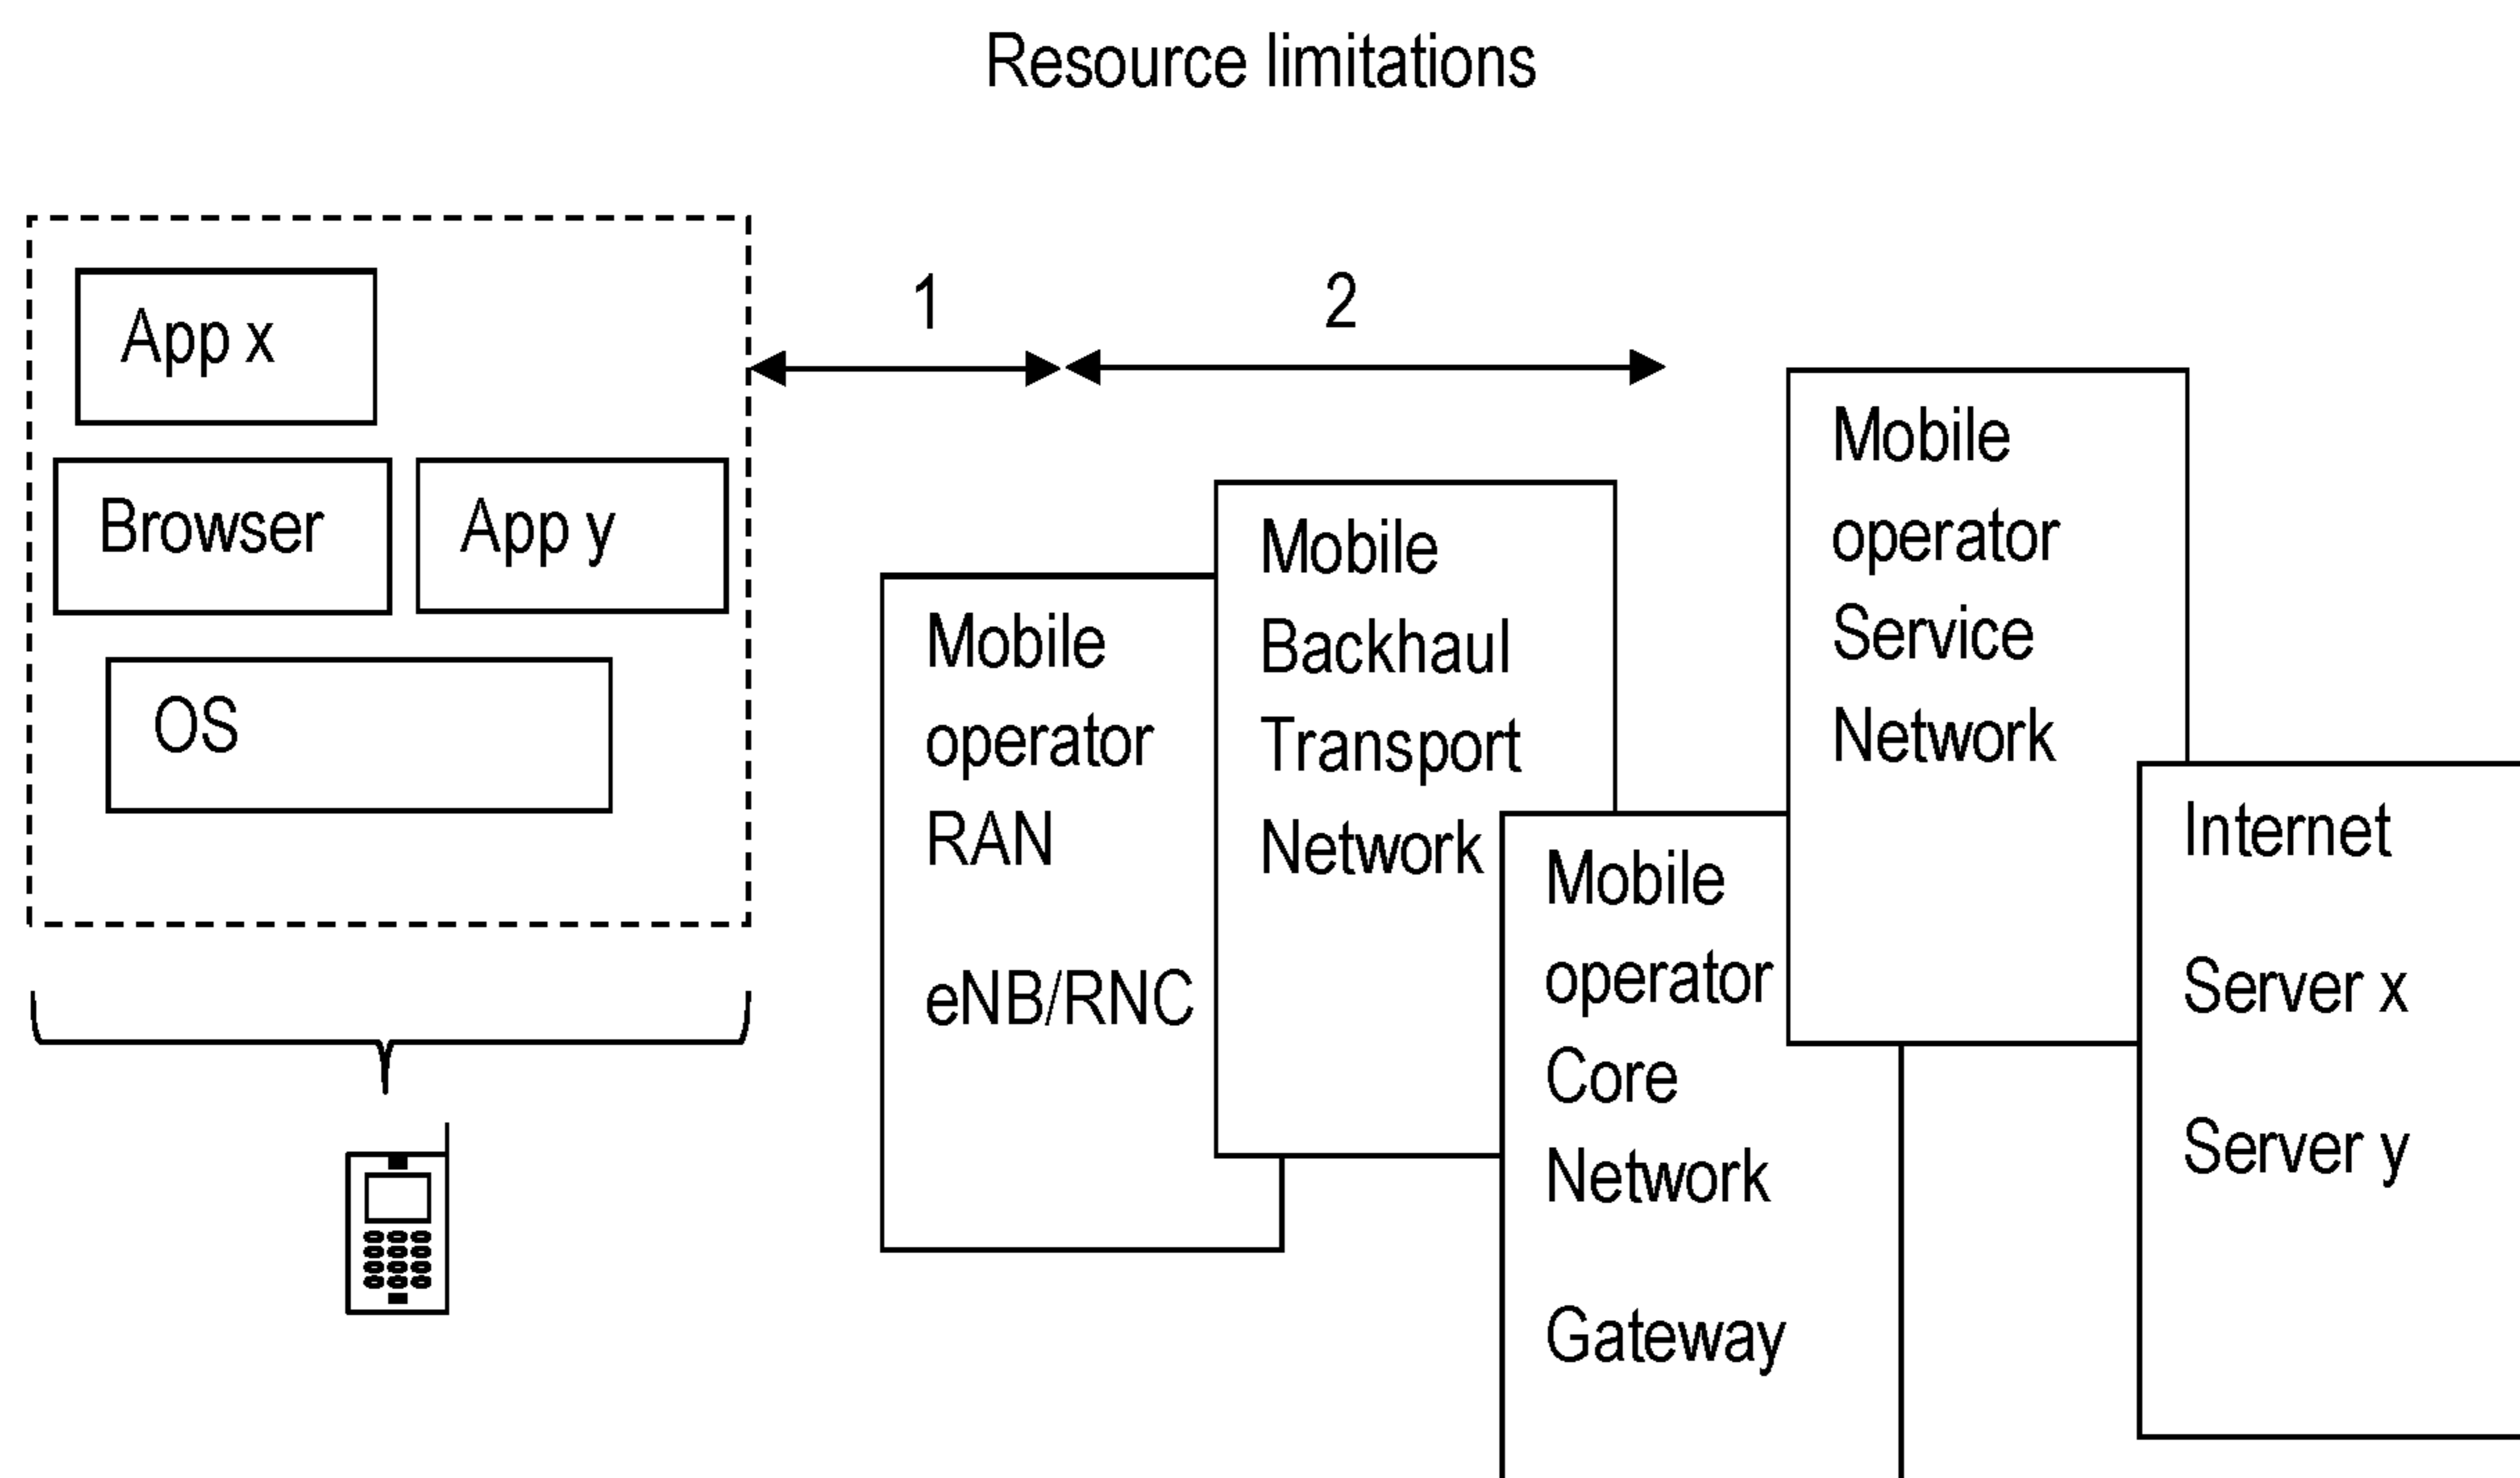 Resource limitations
1
2
App x
Browser
App y
OS
Mobile
operator
RAN
eNB/RNC
Mobile
Backhaul
Transport
Network
Mobile
operator
Core
Network
Gateway
Mobile
operator
Service
Network
Internet
Server x
Server y